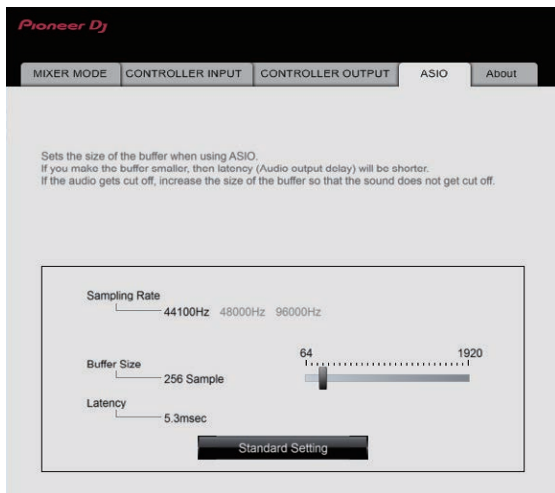 Pioneer Dj
MIXER MODE CONTROLLER INPUT CONTROLLER OUTPUT ASIO About
Sets the size of the buffer when using ASIO.
If you make the buffer smaller, then latency (Audio output delay) will be shorter.
If the audio gets cut off, increase the size of the buffer so that the sound does not get cut off.
Sampling Rate
44100Hz 48000Hz 96000Hz
64 1920
Buffer Size
256 Sample
Latency
5.3msec
Standard Setting